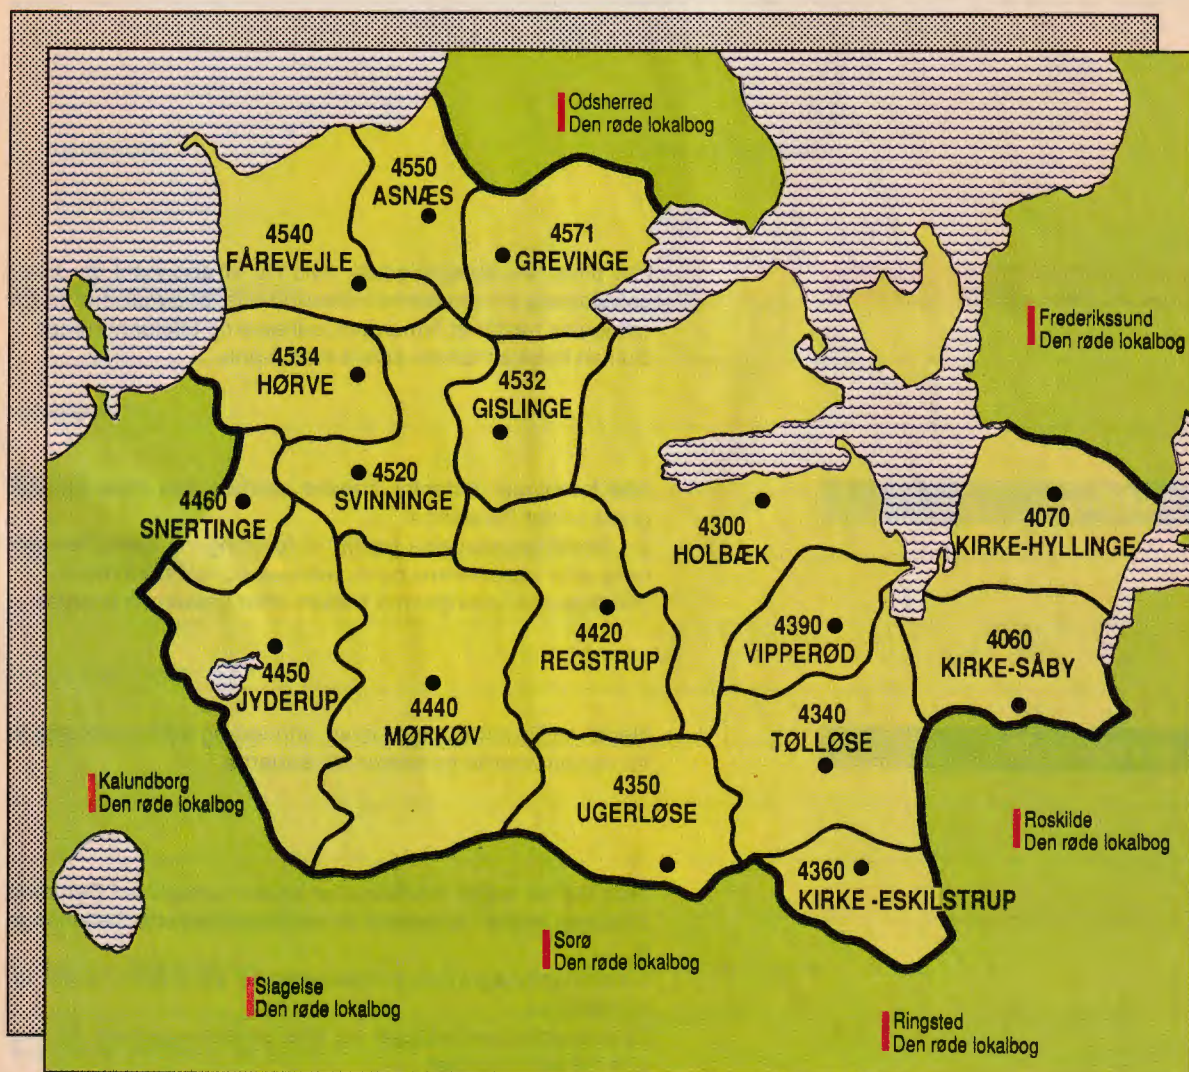 Odsherred
Den røde lokalbog
4550
ASNÆS
4540
FÅREVEJLE
4571
GREVINGE
Frederikssund
Den røde lokalbog
4534
HØRVE
4532
GISLINGE
4520
SVINNINGE
4460
SNERTINGE
4300
HOLBÆK
4070
KIRKE-HYLLINGE
4420
REGSTRUP
4390
VIPPERØD
4060
KIRKE-SÅBY
4450
JYDERUP
4440
MØRKØV
4340
TØLLØSE
Kalundborg
Den røde lokalbog
4350
UGERLØSE
Roskilde
Den røde lokalbog
4360
KIRKE-ESKILSTRUP
Sorø
Den røde lokalbog
Slagelse
Den røde lokalbog
Ringsted
Den røde lokalbog